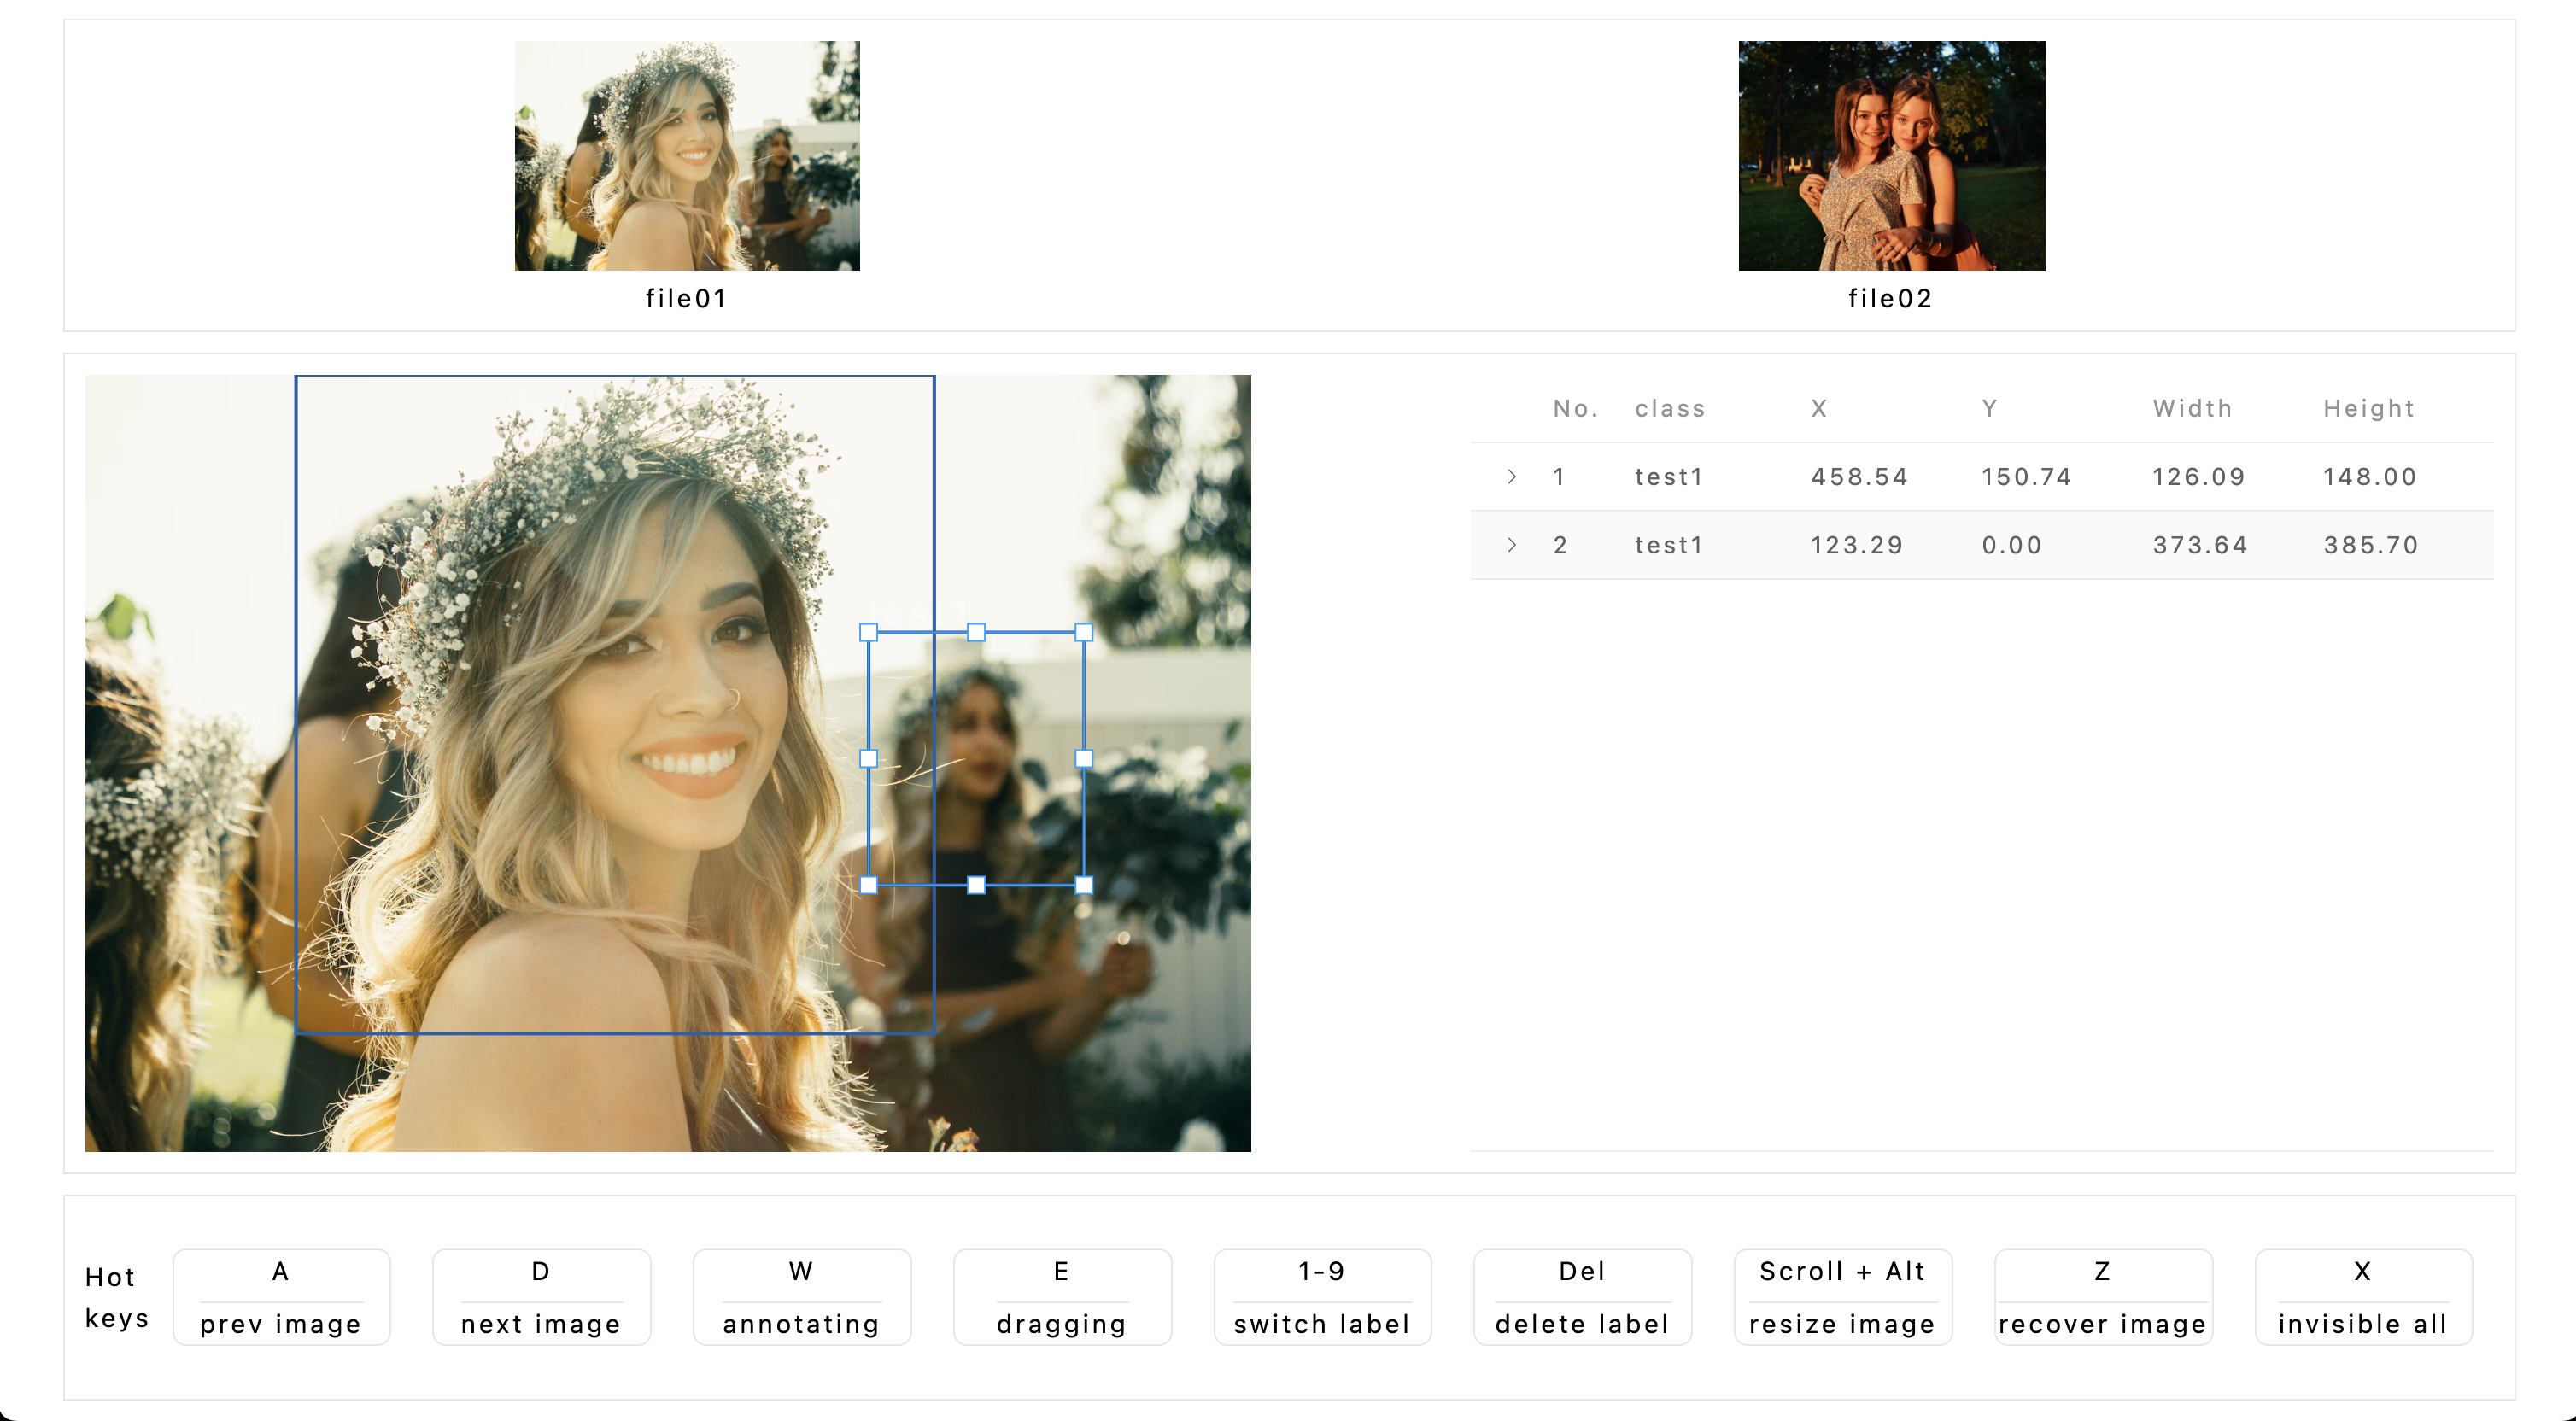 file01
file02
No. class X Y Width Height
1 test1 458.54 150.74 126.09 148.00
2 test1 123.29 0.00 373.64 385.70
test1
Hot keys
A
prev image
D
next image
W
annotating
E
dragging
1-9
switch label
Del
delete label
Scroll + Alt
resize image
Z
recover image
X
invisible all